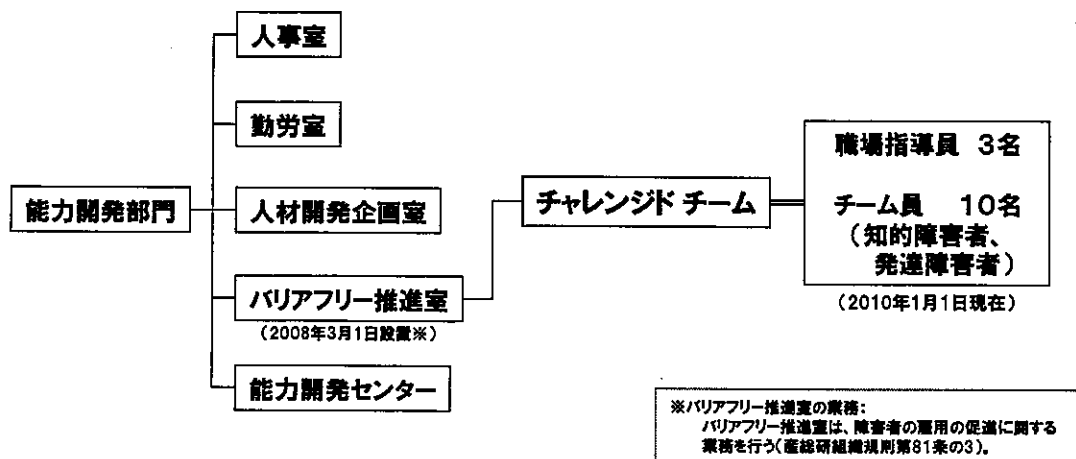 人事室
勤労室
能力開発部門
人材開発企画室
バリアフリー推進室
(2008年3月1日設置※)
能力開発センター
チャレンジド チーム
職場指導員 3名
チーム員 10名
(知的障害者、
発達障害者)
(2010年1月1日現在)
※バリアフリー推進室の業務:
バリアフリー推進室は、障害者の雇用の促進に関する
業務を行う(産総研組織規則第81条の3)。